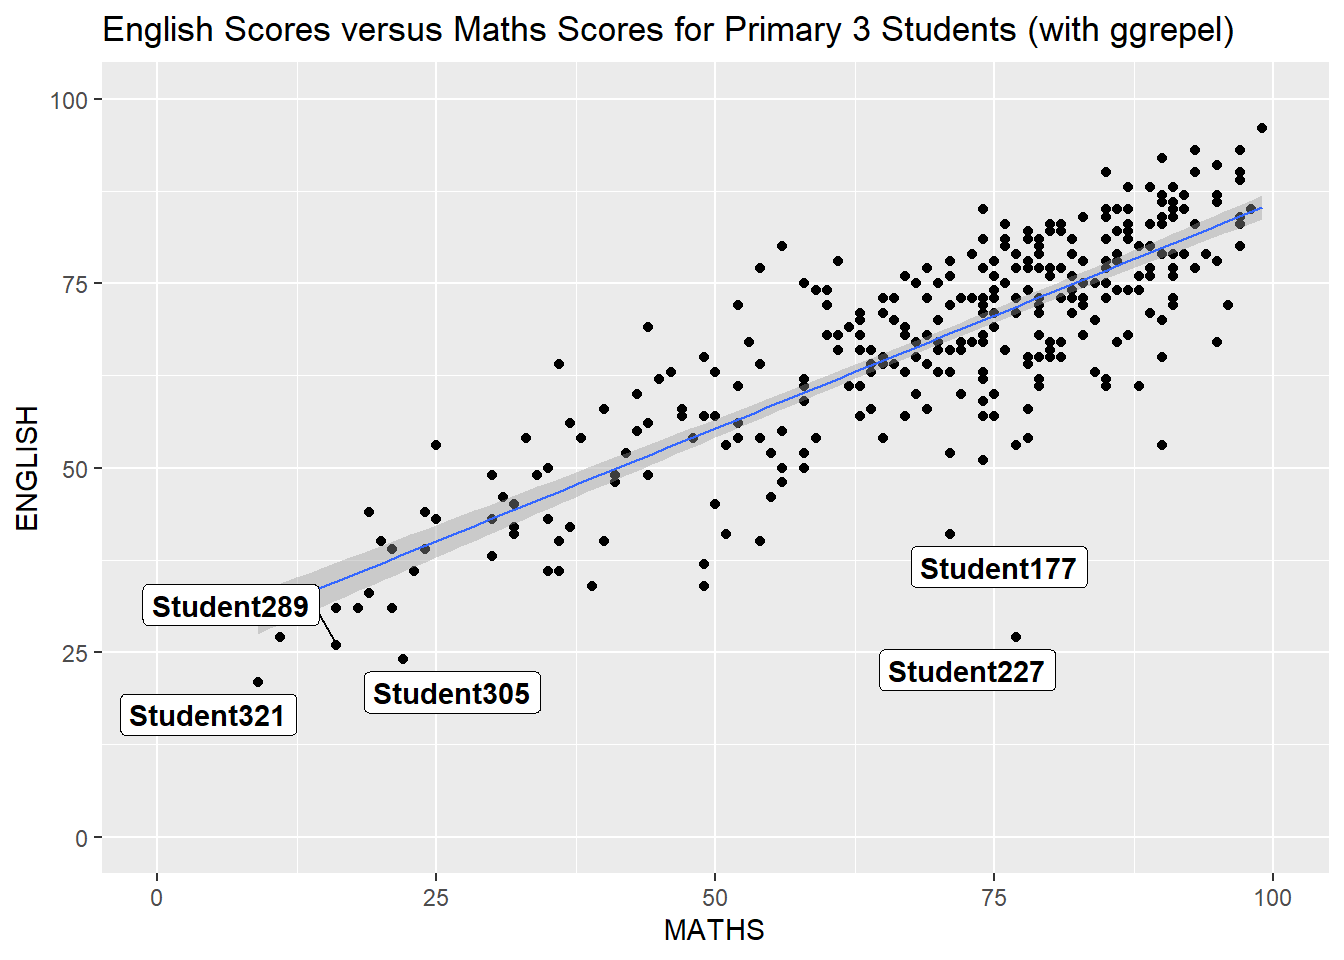 English Scores versus Maths Scores for Primary 3 Students (with ggrepel)
100
75
50
25
0
ENGLISH
Student177
Student289
Student227
Student305
Student321
0 25 50 75 100
MATHS